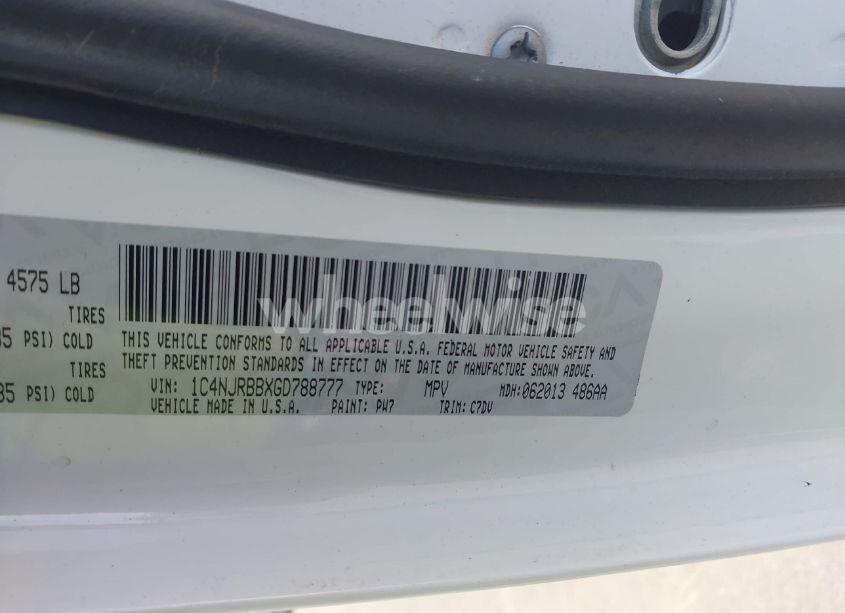 4575 LB
TIRES
35 PSI) COLD
TIRES
35 PSI) COLD
THIS VEHICLE CONFORMS TO ALL APPLICABLE U.S.A. FEDERAL MOTOR VEHICLE SAFETY AND
THEFT PREVENTION STANDARDS IN EFFECT ON THE DATE OF MANUFACTURE SHOWN ABOVE.
VIN: 1C4NJRBBXGD788777 TYPE: MPV MDH:062013 486AA
VEHICLE MADE IN U.S.A. PAINT: PW7 TRIM: C7DV
wheelwise